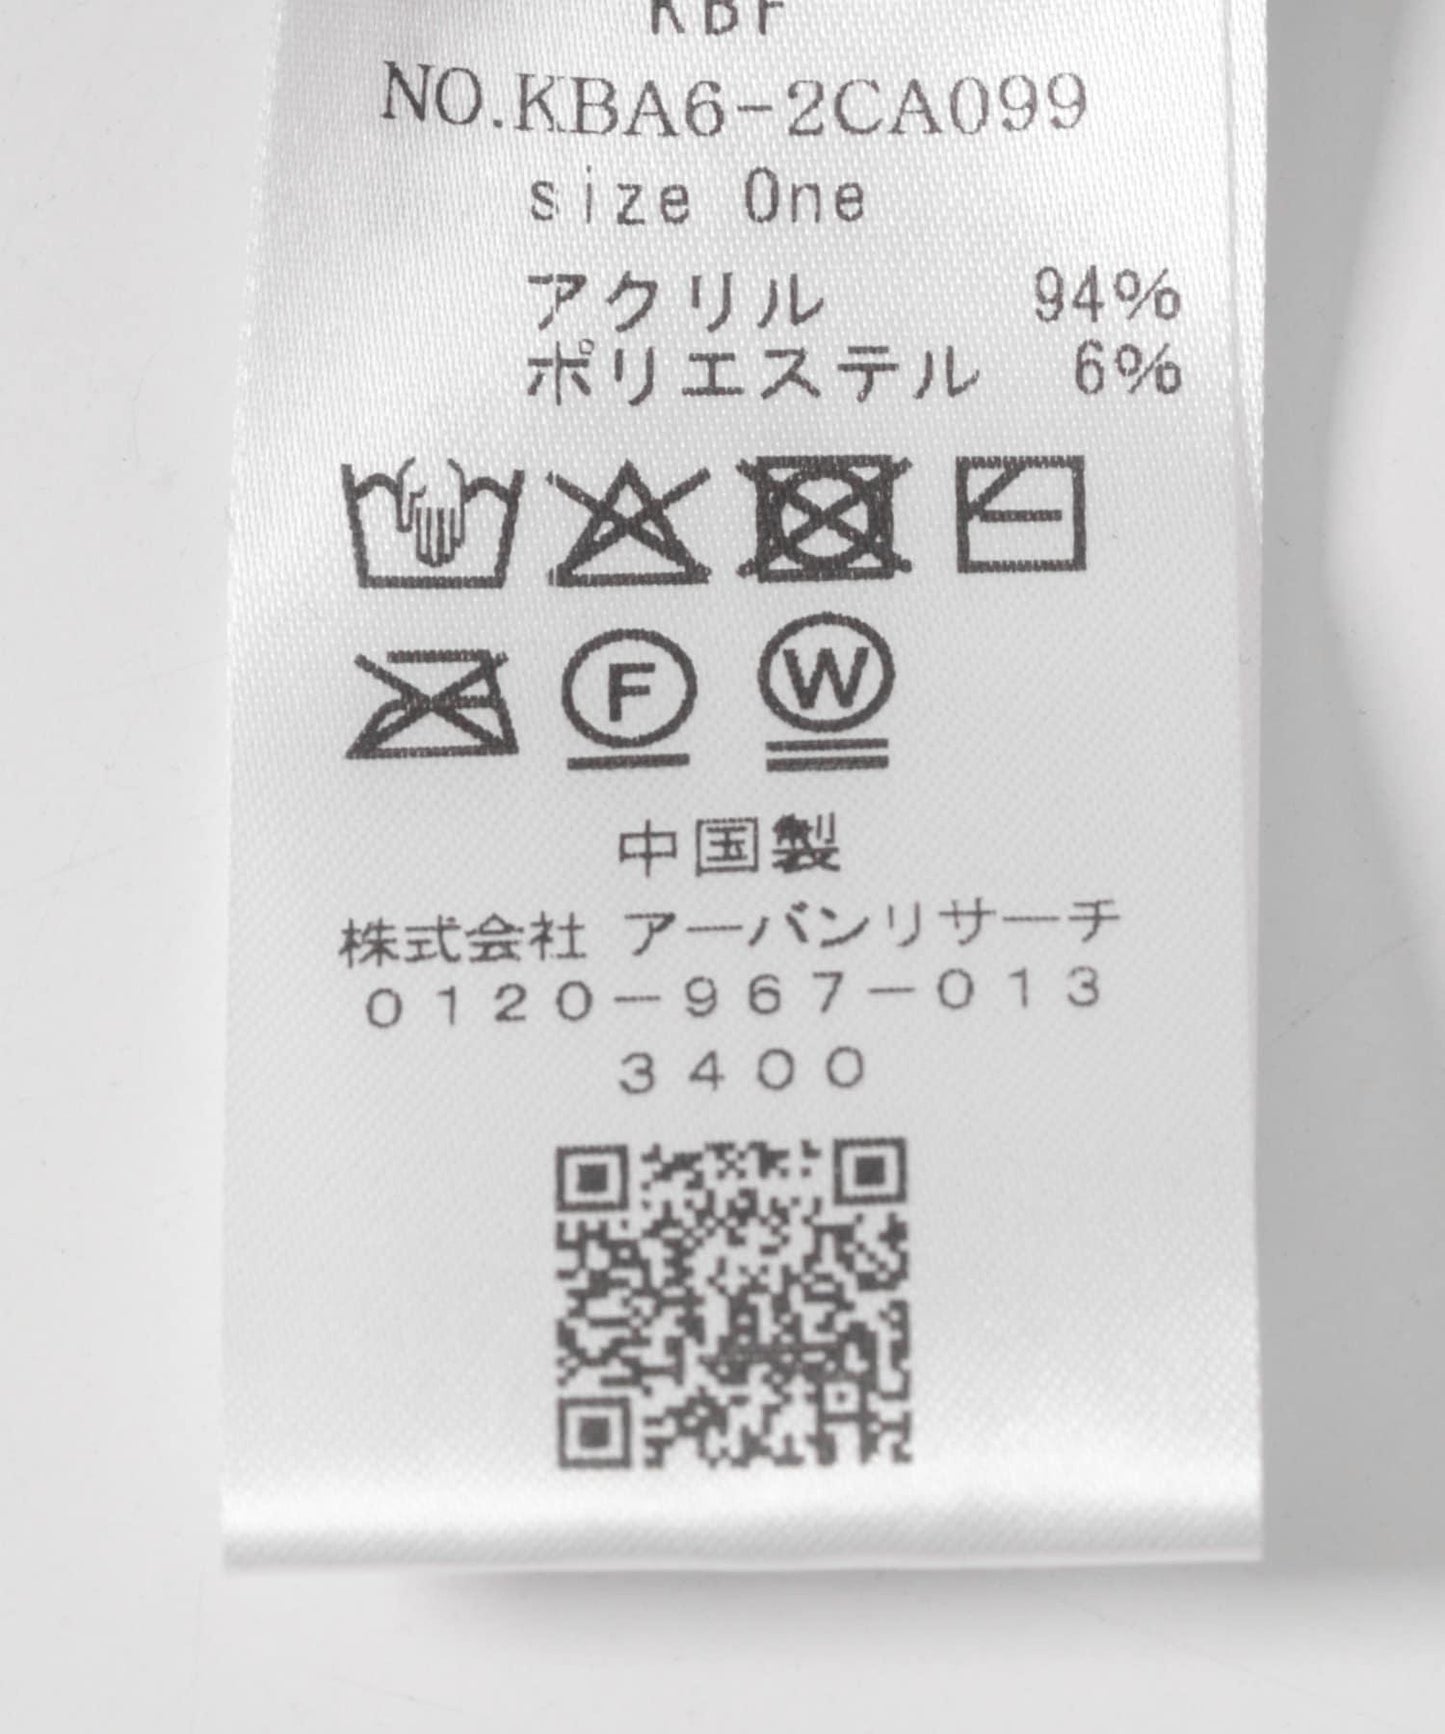 KBF
NO.KBA6-2CA099
size One
アクリル 94%
ポリエステル 6%
F W
中国製
株式会社 アーバンリサーチ
0120-967-013
3400